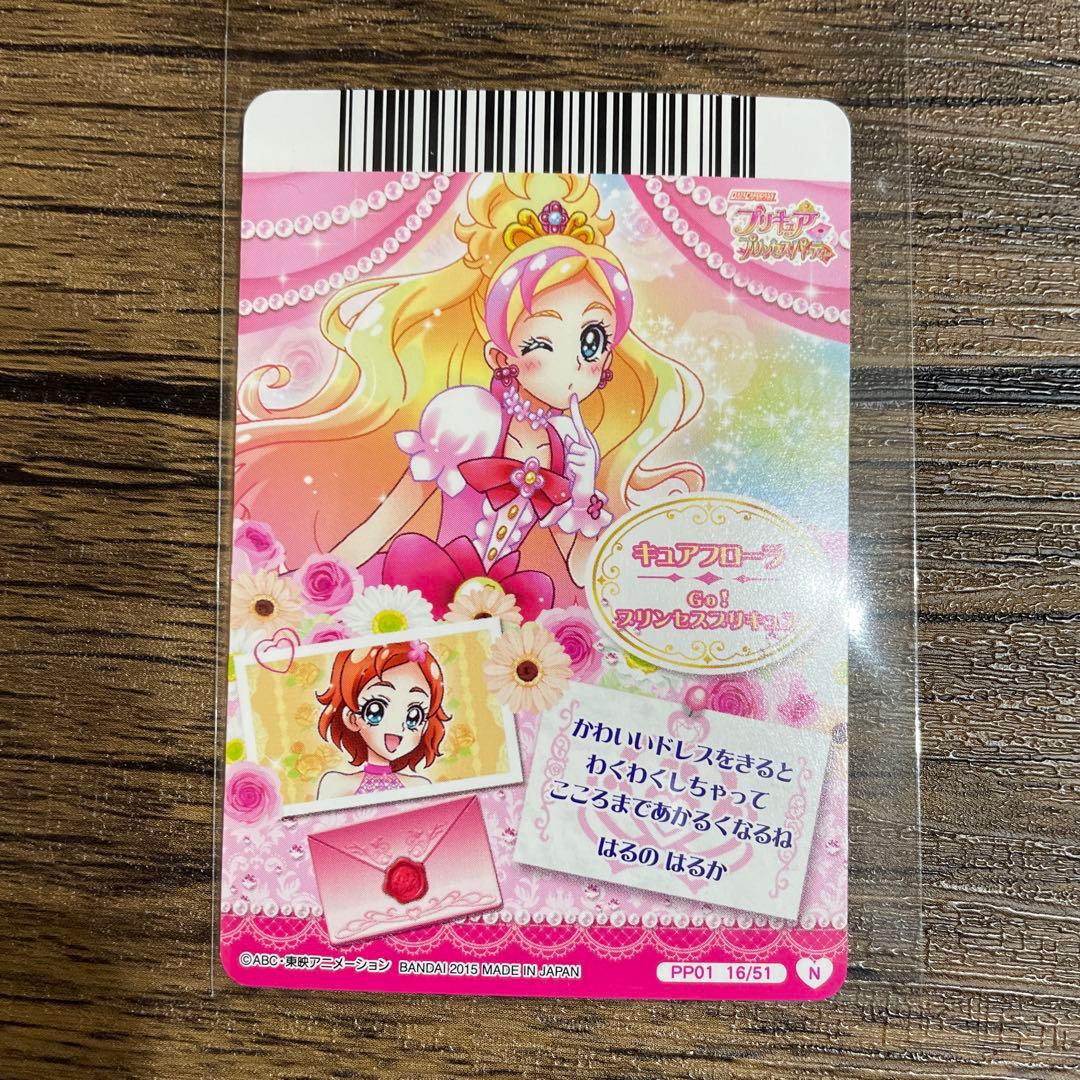 DATACARDDASS
プリキュア
プリンセスパーティ
キュアフローラ
Go!
プリンセスプリキュア
かわいいドレスをきると
わくわくしちゃって
こころまであかるくなるね
はるの はるか
©ABC・東映アニメーション BANDAI 2015 MADE IN JAPAN
PP01 16/51 N